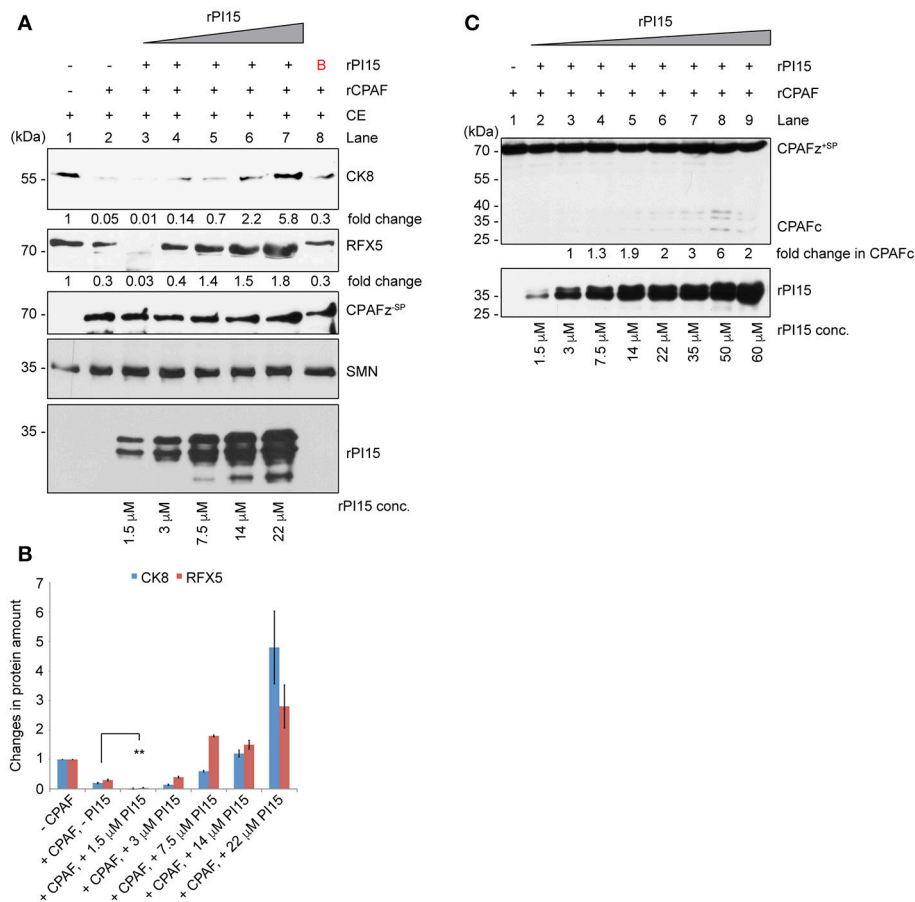 A
rPI15
- - + + + + + B rPI15
- + + + + + + + rCPAF
+ + + + + + + + CE
(kDa) 1 2 3 4 5 6 7 8 Lane
55 - CK8
1 0.05 0.01 0.14 0.7 2.2 5.8 0.3 fold change
70 - RFX5
1 0.3 0.03 0.4 1.4 1.5 1.8 0.3 fold change
70 - CPAFz-SP
35 - SMN
35 - rPI15
1.5 µM 3 µM 7.5 µM 14 µM 22 µM rPI15 conc.
B
CK8 RFX5
Changes in protein amount
7
6
5
4
3
2
1
0
**
- CPAF
+ CPAF, - PI15
+ CPAF, + 1.5 µM PI15
+ CPAF, + 3 µM PI15
+ CPAF, + 7.5 µM PI15
+ CPAF, + 14 µM PI15
+ CPAF, + 22 µM PI15
C
rPI15
- + + + + + + + + rPI15
+ + + + + + + + + rCPAF
(kDa) 1 2 3 4 5 6 7 8 9 Lane
70 - CPAFz+SP
55 -
40 -
35 - CPAFc
25 -
1 1.3 1.9 2 3 6 2 fold change in CPAFc
35 - rPI15
25 -
1.5 µM 3 µM 7.5 µM 14 µM 22 µM 35 µM 50 µM 60 µM rPI15 conc.